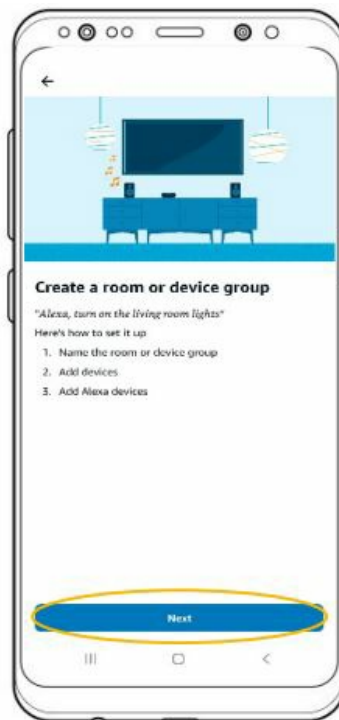 Create a room or device group
"Alexa, turn on the living room lights"
Here's how to set it up
1. Name the room or device group
2. Add devices
3. Add Alexa devices
Next